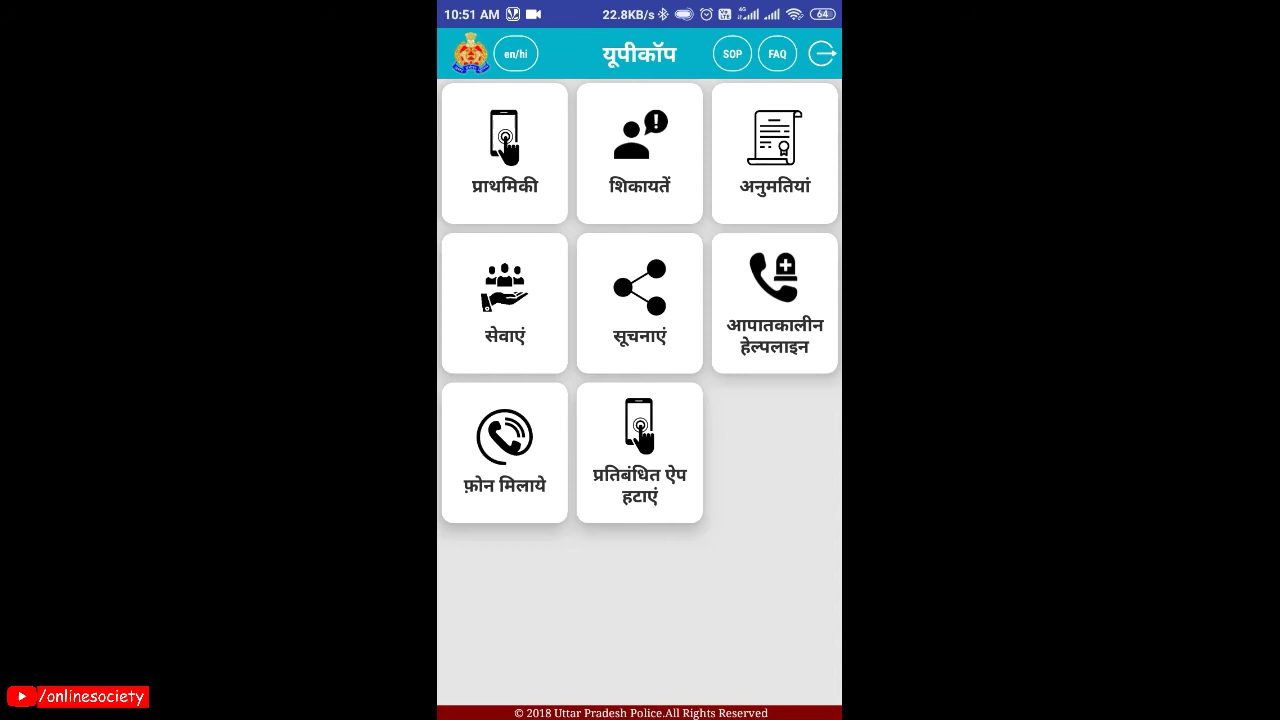 10:51 AM 22.8KB/s 4G 64
en/hi यूपीकॉप SOP FAQ
प्राथमिकी शिकायतें अनुमतियां
सेवाएं सूचनाएं आपातकालीन
हेल्पलाइन
फ़ोन मिलाये प्रतिबंधित ऐप
हटाएं
/onlinesociety
© 2018 Uttar Pradesh Police.All Rights Reserved